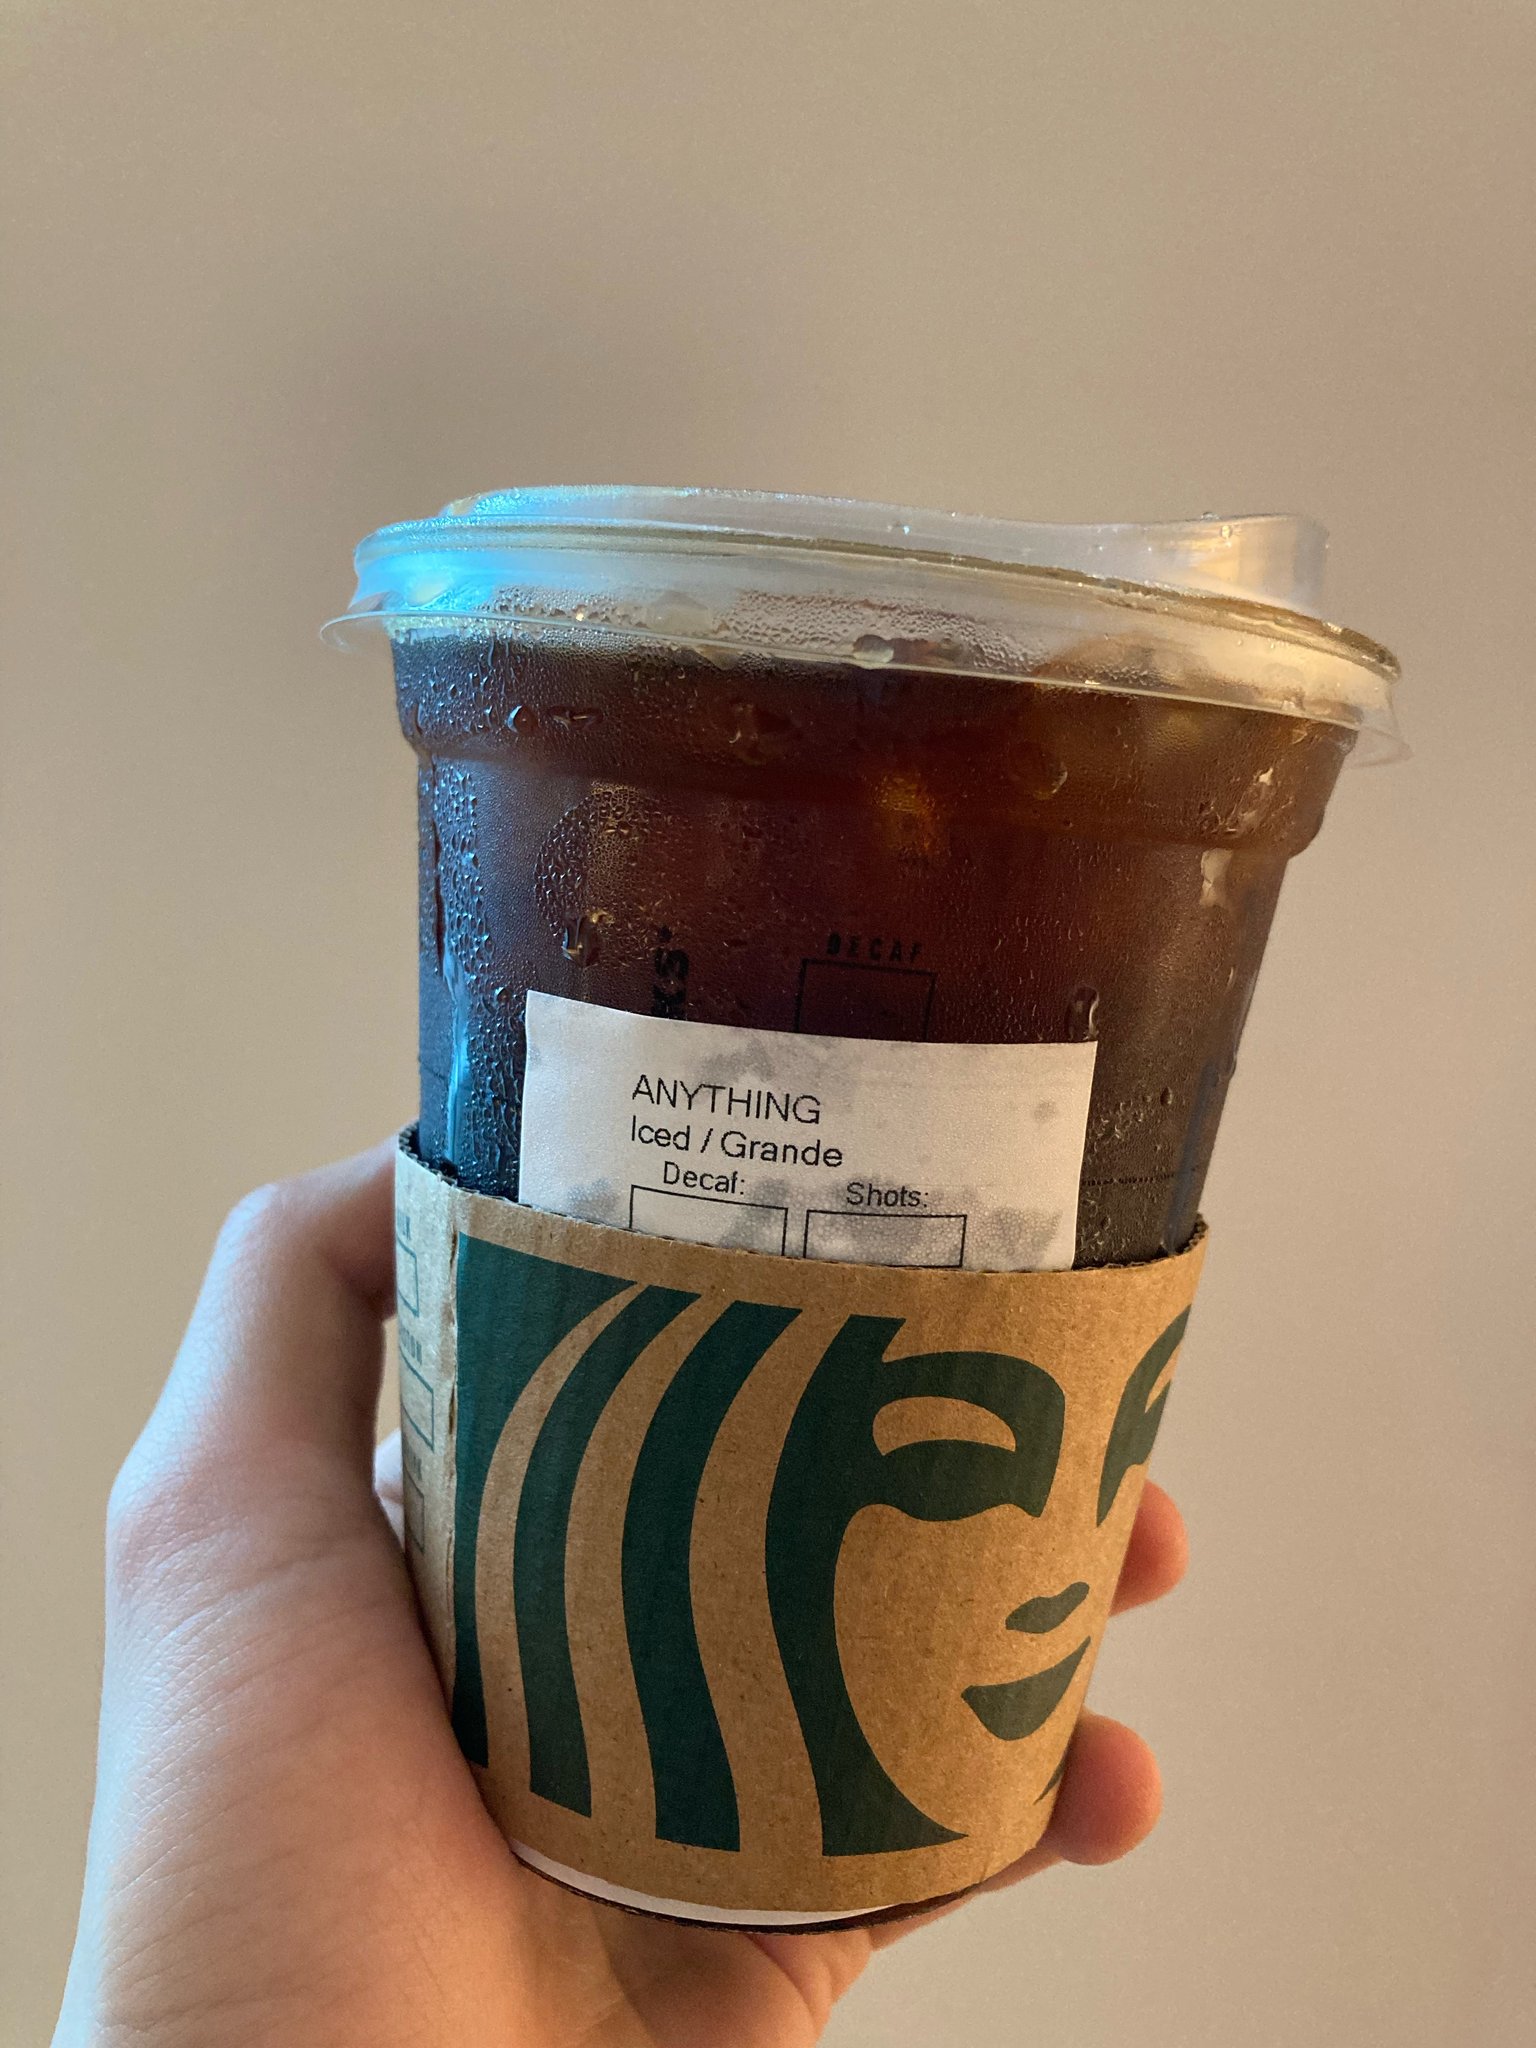 DECAF
ANYTHING
Iced / Grande
Decaf: Shots: